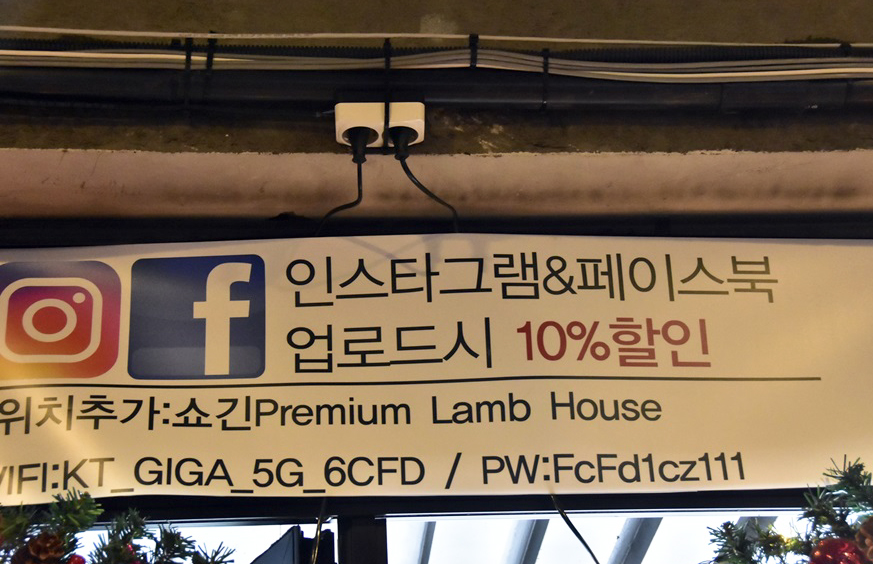 인스타그램&페이스북
업로드시 10%할인
위치추가:쇼긴Premium Lamb House
WIFI:KT_GIGA_5G_6CFD / PW:FcFd1cz111